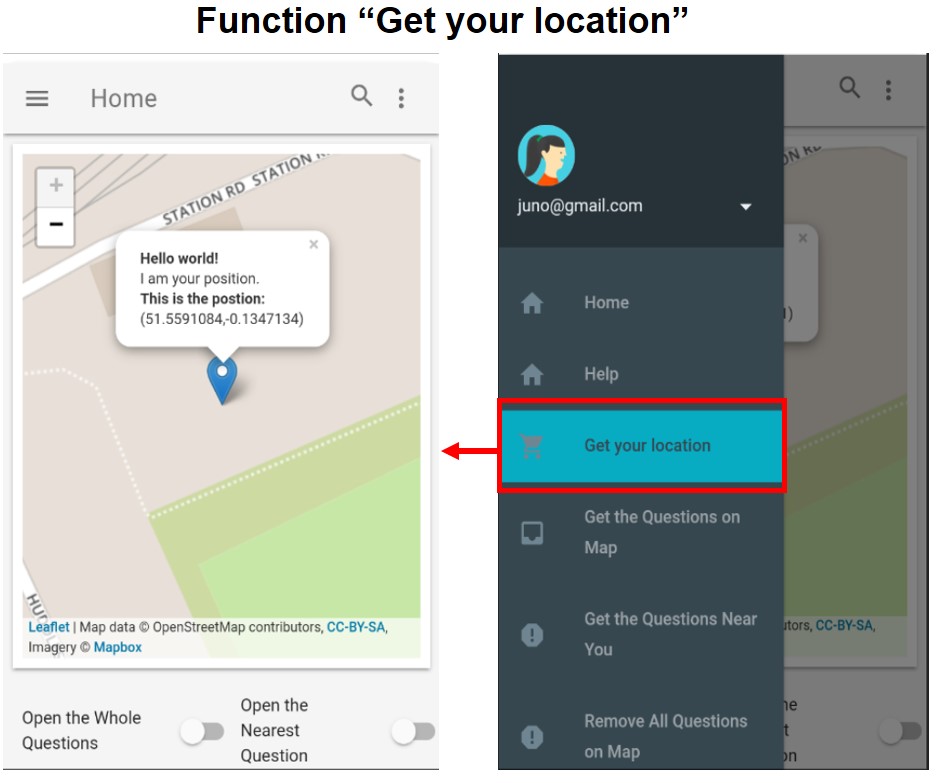 Function “Get your location”
Home
+
−
STATION RD STATION R
×
Hello world!
I am your position.
This is the postion:
(51.5591084,-0.1347134)
Leaflet | Map data © OpenStreetMap contributors, CC-BY-SA,
Imagery © Mapbox
Open the Whole
Questions
Open the
Nearest
Question
juno@gmail.com
Home
Help
Get your location
Get the Questions on
Map
Get the Questions Near
You
Remove All Questions
on Map
ON RD
×
1)
utors, CC-BY-SA,
ne
t
on